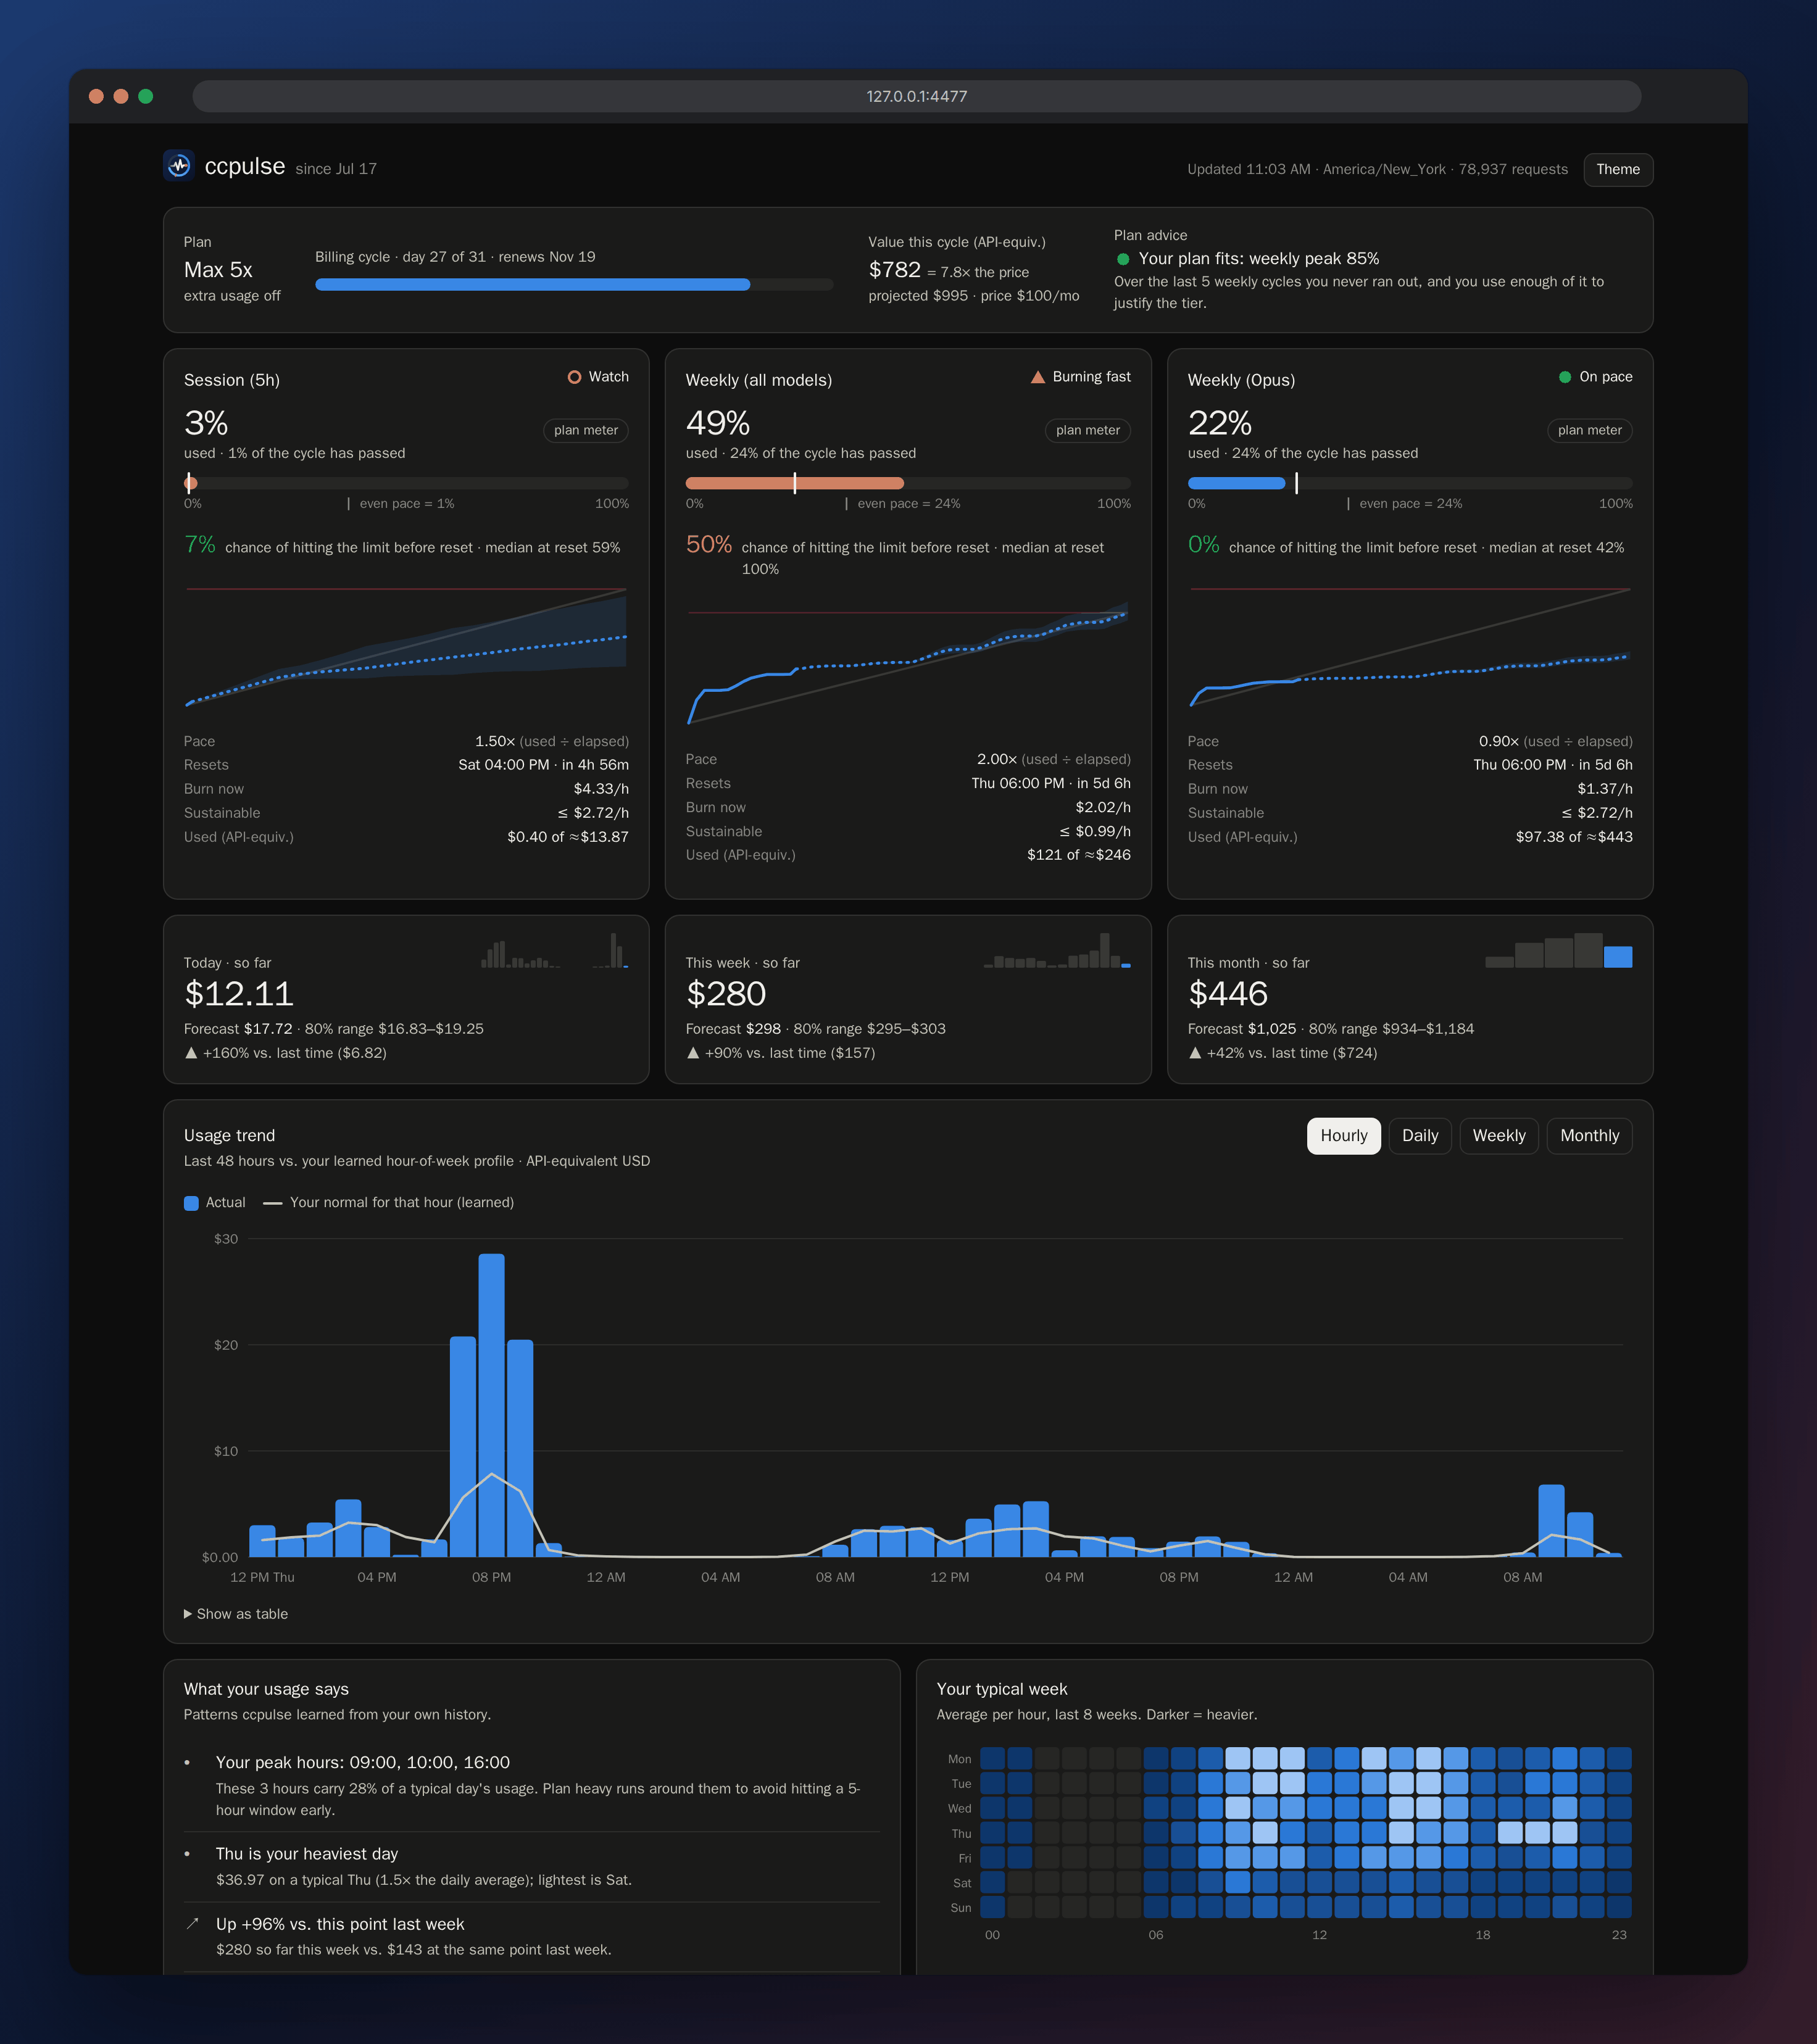 127.0.0.1:4477
ccpulse since Jul 17
Updated 11:03 AM · America/New_York · 78,937 requests
Theme
Plan
Max 5x
extra usage off
Billing cycle · day 27 of 31 · renews Nov 19
Value this cycle (API-equiv.)
$782 = 7.8× the price
projected $995 · price $100/mo
Plan advice
Your plan fits: weekly peak 85%
Over the last 5 weekly cycles you never ran out, and you use enough of it to
justify the tier.
Session (5h)
Watch
3%
plan meter
used · 1% of the cycle has passed
0%
even pace = 1%
100%
7% chance of hitting the limit before reset · median at reset 59%
Pace 1.50× (used ÷ elapsed)
Resets Sat 04:00 PM · in 4h 56m
Burn now $4.33/h
Sustainable ≤ $2.72/h
Used (API-equiv.) $0.40 of ≈$13.87
Weekly (all models)
Burning fast
49%
plan meter
used · 24% of the cycle has passed
0%
even pace = 24%
100%
50% chance of hitting the limit before reset · median at reset
100%
Pace 2.00× (used ÷ elapsed)
Resets Thu 06:00 PM · in 5d 6h
Burn now $2.02/h
Sustainable ≤ $0.99/h
Used (API-equiv.) $121 of ≈$246
Weekly (Opus)
On pace
22%
plan meter
used · 24% of the cycle has passed
0%
even pace = 24%
100%
0% chance of hitting the limit before reset · median at reset 42%
Pace 0.90× (used ÷ elapsed)
Resets Thu 06:00 PM · in 5d 6h
Burn now $1.37/h
Sustainable ≤ $2.72/h
Used (API-equiv.) $97.38 of ≈$443
Today · so far
$12.11
Forecast $17.72 · 80% range $16.83–$19.25
▲ +160% vs. last time ($6.82)
This week · so far
$280
Forecast $298 · 80% range $295–$303
▲ +90% vs. last time ($157)
This month · so far
$446
Forecast $1,025 · 80% range $934–$1,184
▲ +42% vs. last time ($724)
Usage trend
Last 48 hours vs. your learned hour-of-week profile · API-equivalent USD
Hourly
Daily
Weekly
Monthly
Actual
Your normal for that hour (learned)
$30
$20
$10
$0.00
12 PM Thu 04 PM 08 PM 12 AM 04 AM 08 AM 12 PM 04 PM 08 PM 12 AM 04 AM 08 AM
▶ Show as table
What your usage says
Patterns ccpulse learned from your own history.
• Your peak hours: 09:00, 10:00, 16:00
These 3 hours carry 28% of a typical day's usage. Plan heavy runs around them to avoid hitting a 5-
hour window early.
• Thu is your heaviest day
$36.97 on a typical Thu (1.5× the daily average); lightest is Sat.
↗ Up +96% vs. this point last week
$280 so far this week vs. $143 at the same point last week.
Your typical week
Average per hour, last 8 weeks. Darker = heavier.
Mon
Tue
Wed
Thu
Fri
Sat
Sun
00 06 12 18 23